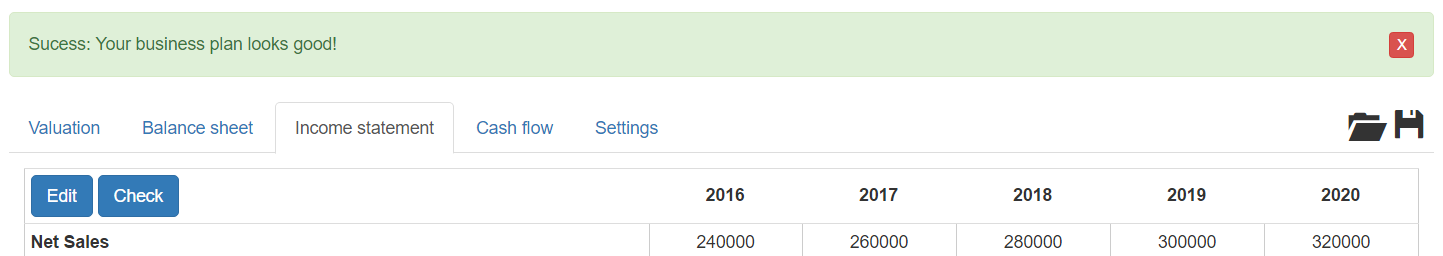 Sucess: Your business plan looks good! X
Valuation Balance sheet Income statement Cash flow Settings
Edit Check 2016 2017 2018 2019 2020
Net Sales 240000 260000 280000 300000 320000